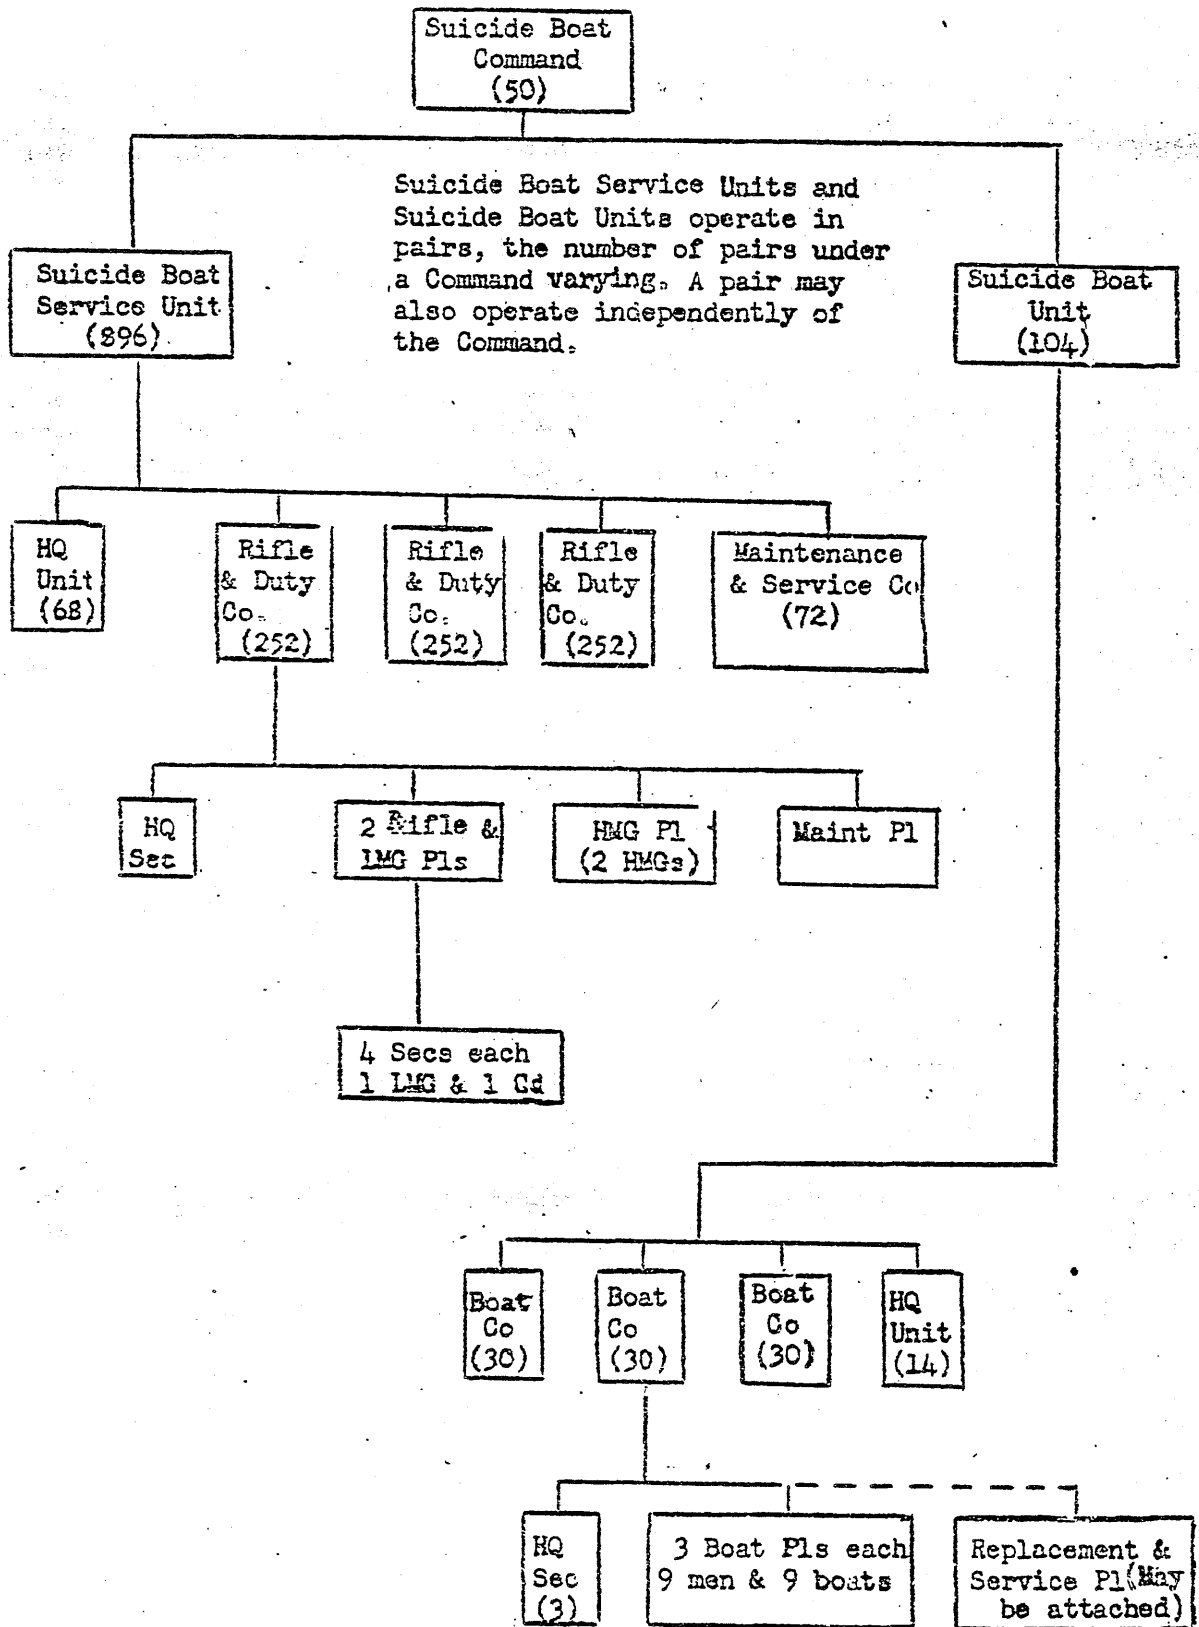 Suicide Boat
Command
(50)
Suicide Boat Service Units and
Suicide Boat Units operate in
pairs, the number of pairs under
a Command varying. A pair may
also operate independently of
the Command.
Suicide Boat
Service Unit
(896)
Suicide Boat
Unit
(104)
HQ
Unit
(68)
Rifle
& Duty
Co.
(252)
Rifle
& Duty
Co.
(252)
Rifle
& Duty
Co.
(252)
Maintenance
& Service Co
(72)
HQ
Sec
2 Rifle &
LMG Pls
HMG Pl
(2 HMGs)
Maint Pl
4 Secs each
1 LMG & 1 Gd
Boat
Co
(30)
Boat
Co
(30)
Boat
Co
(30)
HQ
Unit
(14)
HQ
Sec
(3)
3 Boat Pls each
9 men & 9 boats
Replacement &
Service Pl (May
be attached)